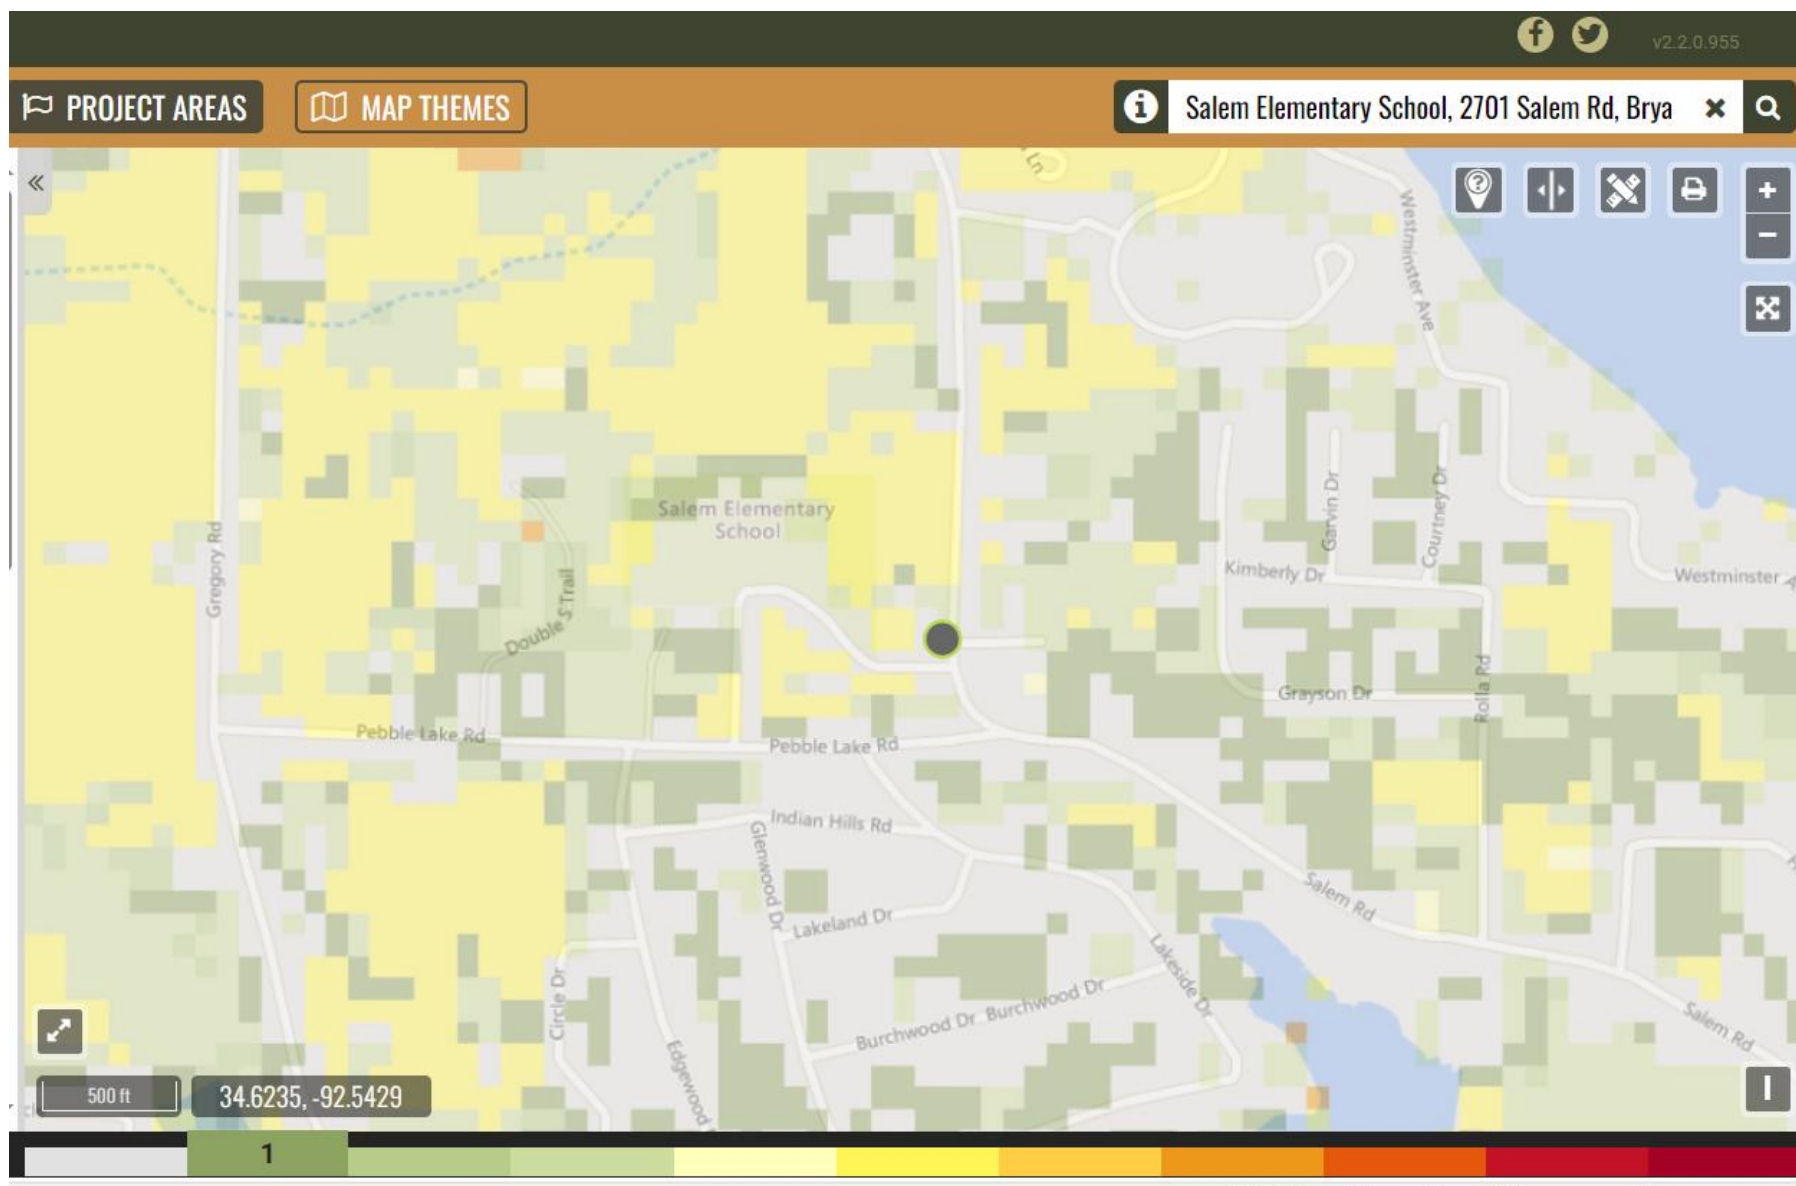 v2.2.0.955
PROJECT AREAS
MAP THEMES
Salem Elementary School, 2701 Salem Rd, Brya
Ln
Westminster Ave
Salem Elementary
School
Gregory Rd
Garvin Dr
Courtney Dr
Kimberly Dr
Westminster A
Double S Trail
Rolla Rd
Grayson Dr
Pebble Lake Rd
Pebble Lake Rd
Indian Hills Rd
Glenwood Dr
Salem Rd
Lakeland Dr
Lakeside Dr
Circle Dr
Burchwood Dr
Burchwood Dr
Salem Rd
Edgewood
500 ft
34.6235, -92.5429
1